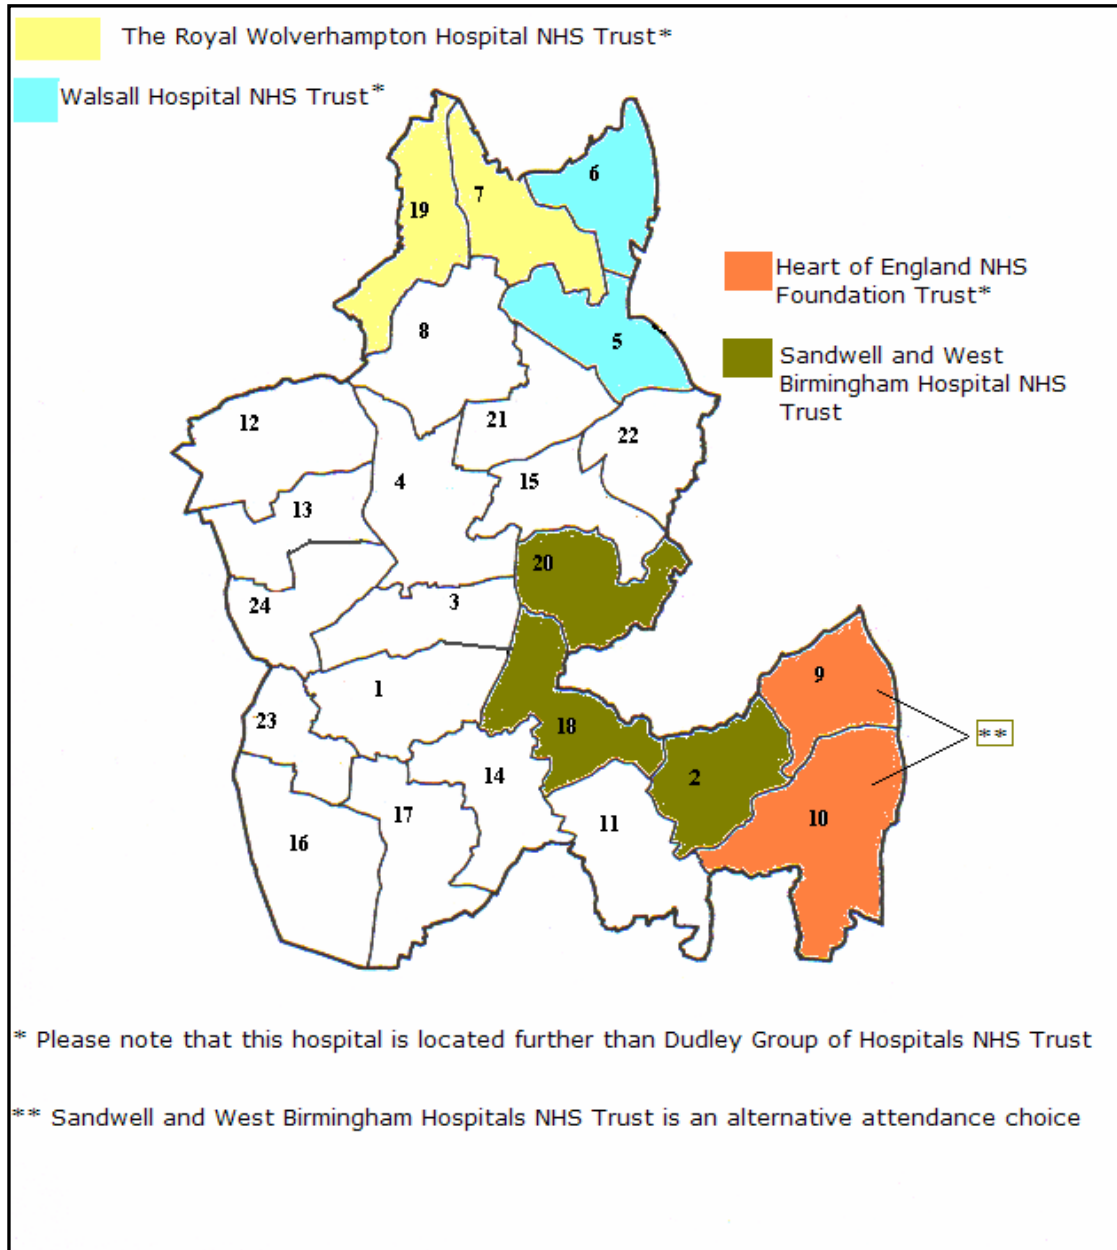 The Royal Wolverhampton Hospital NHS Trust*
Walsall Hospital NHS Trust*
6
7
19
Heart of England NHS
Foundation Trust*
8
5
Sandwell and West
Birmingham Hospital NHS
Trust
12
21
22
4
15
13
20
24
3
9
1
23
18
**
14
2
17
11
10
16
* Please note that this hospital is located further than Dudley Group of Hospitals NHS Trust
** Sandwell and West Birmingham Hospitals NHS Trust is an alternative attendance choice